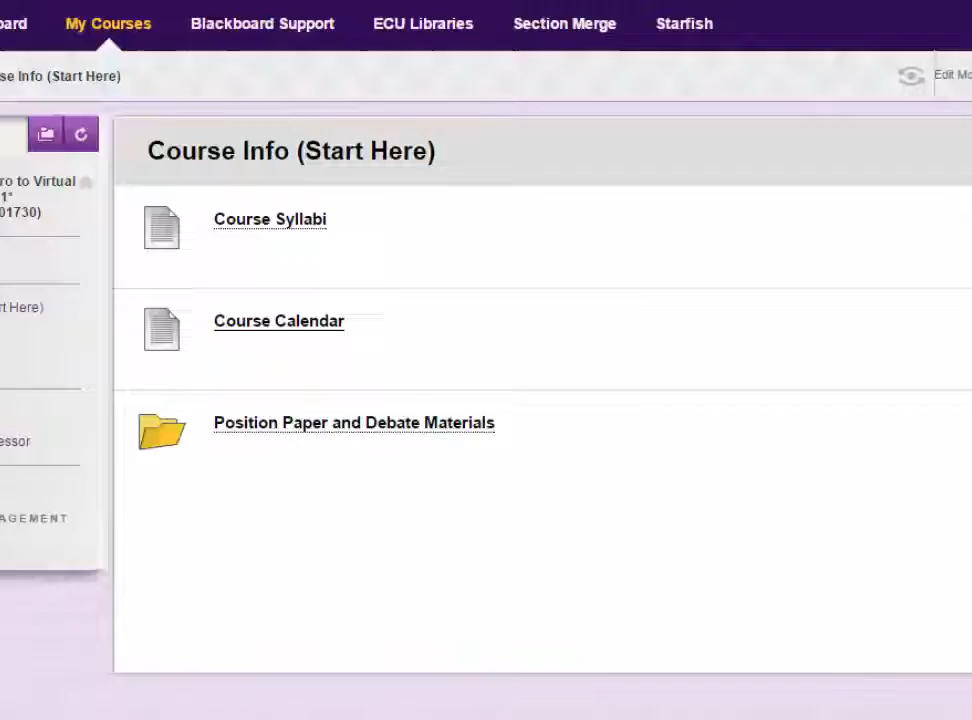 oard My Courses Blackboard Support ECU Libraries Section Merge Starfish
se Info (Start Here) Edit Mo
Course Info (Start Here)
ro to Virtual
1"
01730)
rt Here)
essor
AGEMENT
Course Syllabi
Course Calendar
Position Paper and Debate Materials